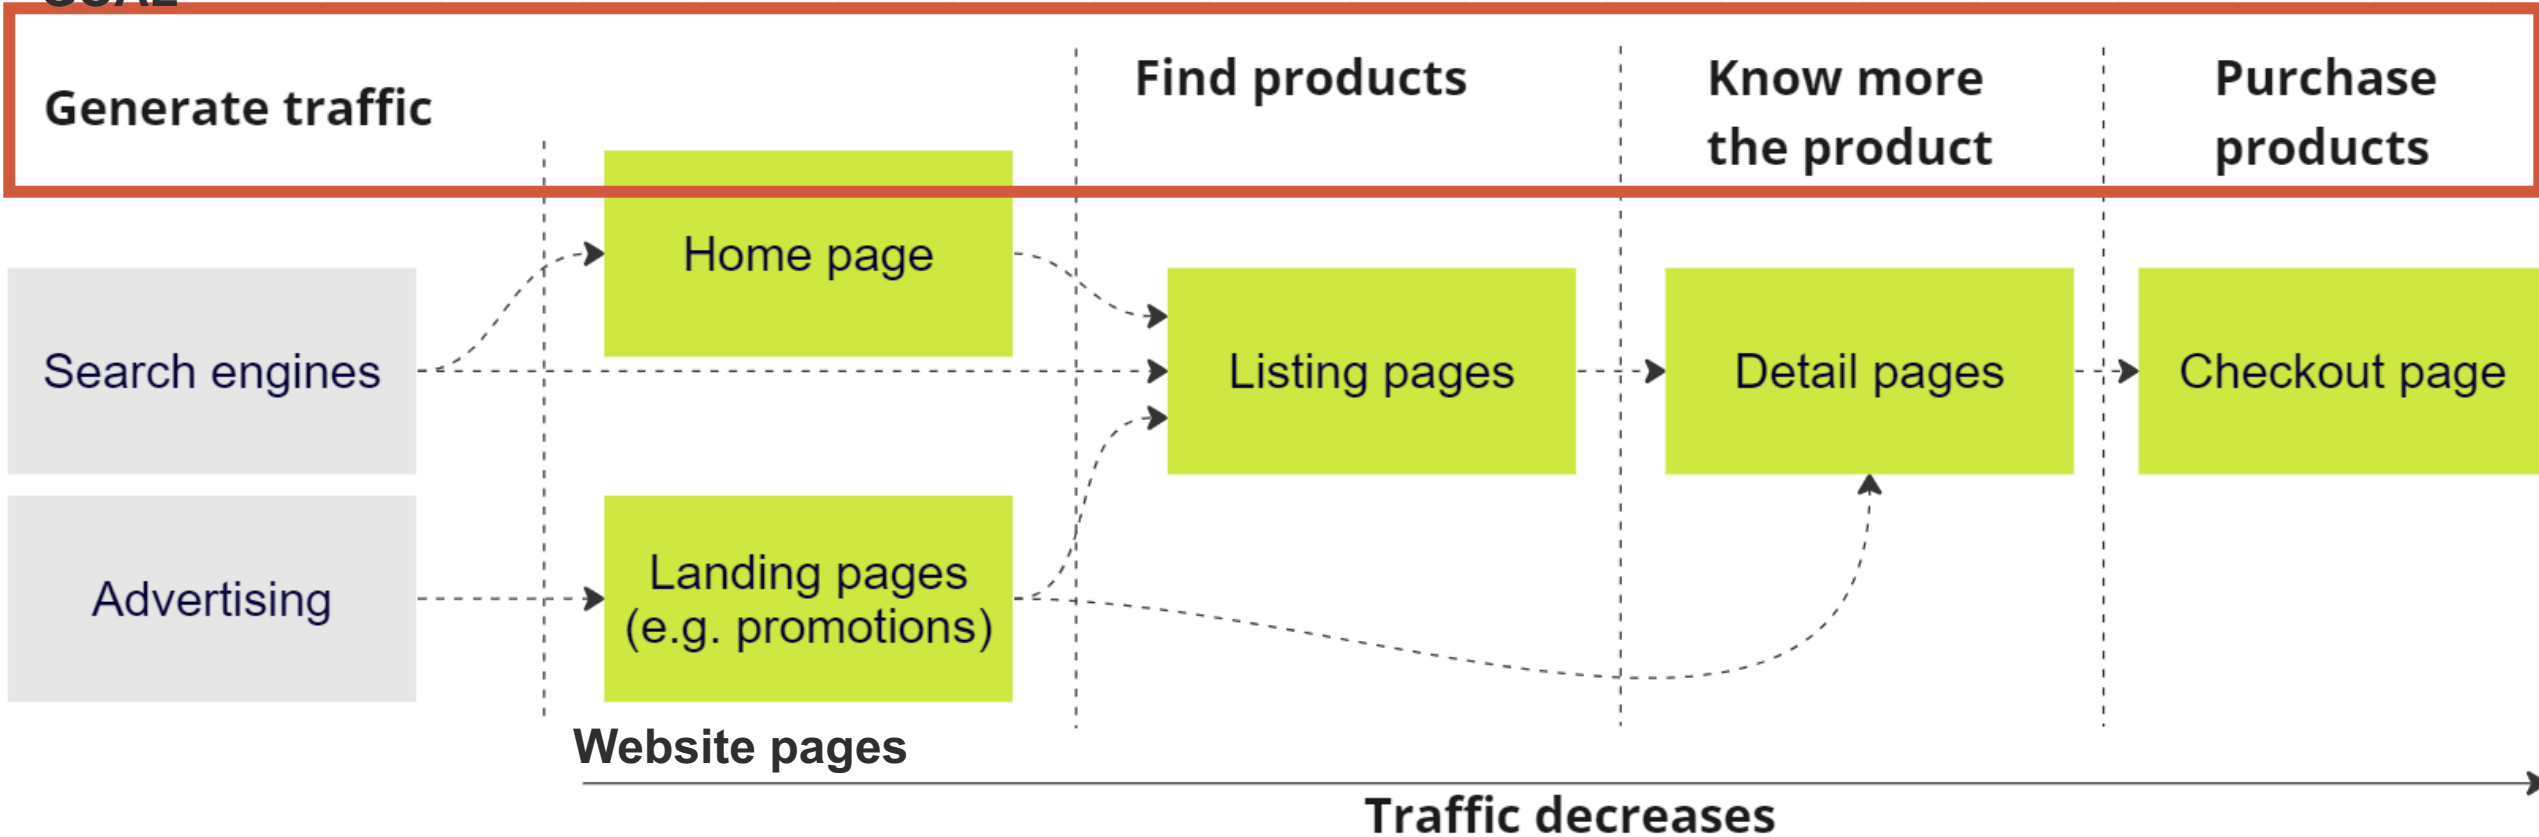 GOAL
Generate traffic
Find products
Know more
the product
Purchase
products
Home page
Search engines
Listing pages
Detail pages
Checkout page
Advertising
Landing pages
(e.g. promotions)
Website pages
Traffic decreases